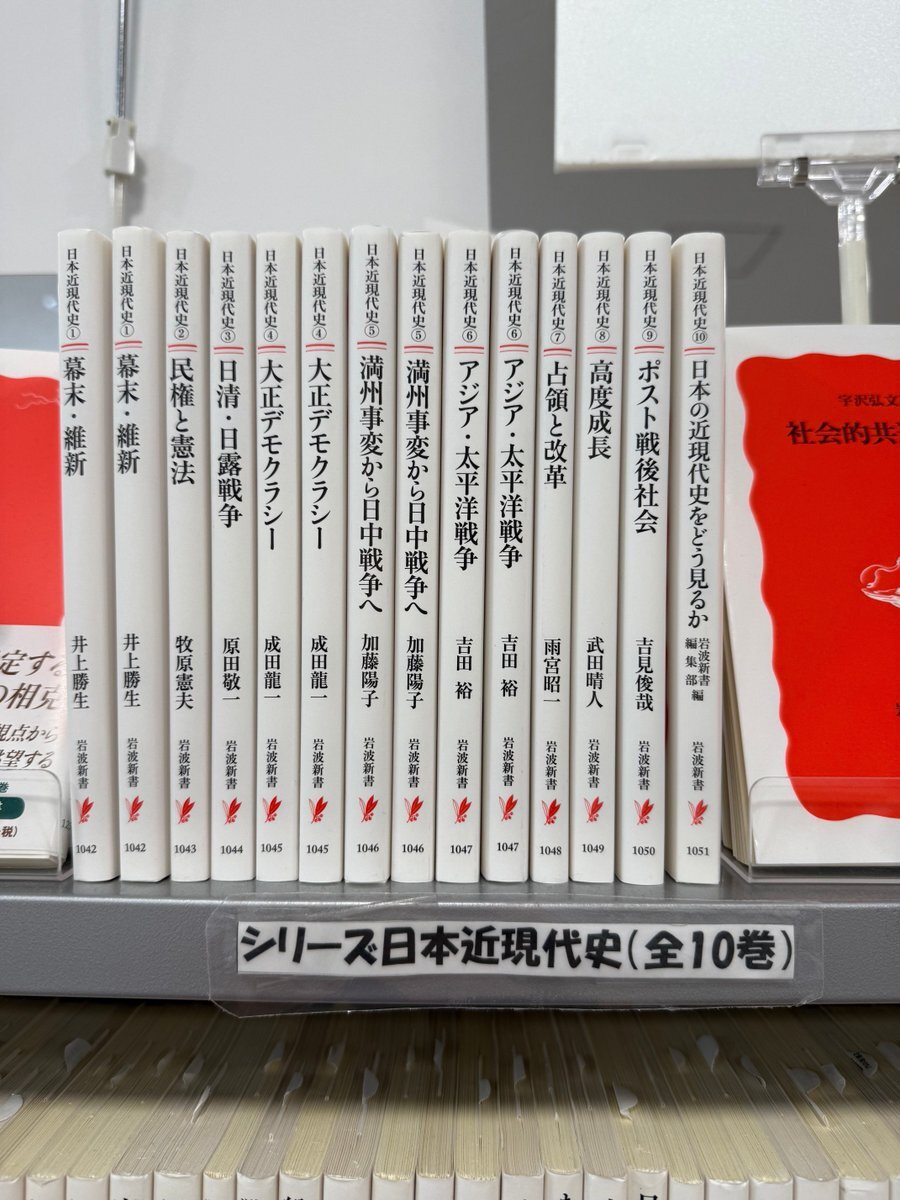 日本近現代史① 幕末・維新 井上勝生 岩波新書 1042
日本近現代史① 幕末・維新 井上勝生 岩波新書 1042
日本近現代史② 民権と憲法 牧原憲夫 岩波新書 1043
日本近現代史③ 日清・日露戦争 原田敬一 岩波新書 1044
日本近現代史④ 大正デモクラシー 成田龍一 岩波新書 1045
日本近現代史④ 大正デモクラシー 成田龍一 岩波新書 1045
日本近現代史⑤ 満州事変から日中戦争へ 加藤陽子 岩波新書 1046
日本近現代史⑤ 満州事変から日中戦争へ 加藤陽子 岩波新書 1046
日本近現代史⑥ アジア・太平洋戦争 吉田 裕 岩波新書 1047
日本近現代史⑥ アジア・太平洋戦争 吉田 裕 岩波新書 1047
日本近現代史⑦ 占領と改革 雨宮昭一 岩波新書 1048
日本近現代史⑧ 高度成長 武田晴人 岩波新書 1049
日本近現代史⑨ ポスト戦後社会 吉見俊哉 岩波新書 1050
日本近現代史⑩ 日本の近現代史をどう見るか 岩波新書編集部 編 岩波新書 1051
宇沢弘文
社会的共
定する
の相克
観点から
税)
シリーズ日本近現代史(全10巻)